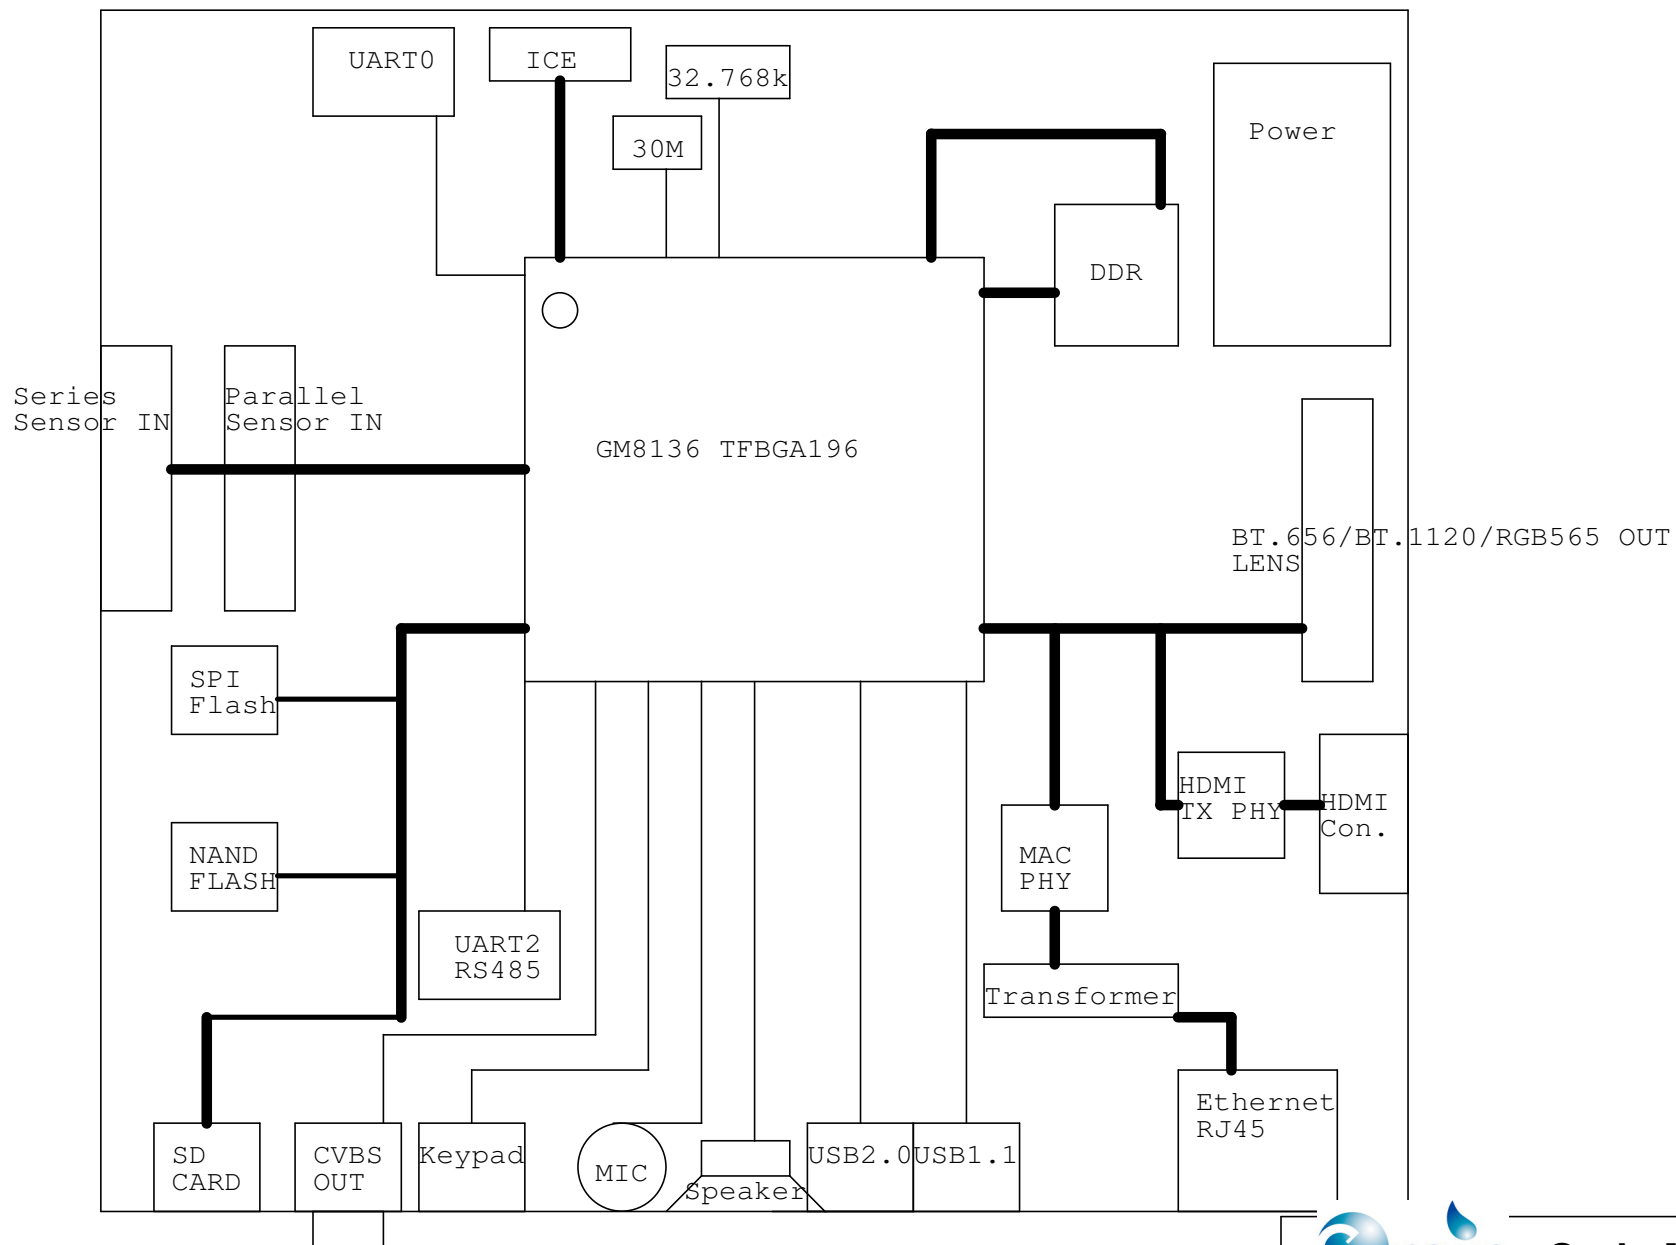 UART0
ICE
32.768k
30M
Power
DDR
Series
Sensor IN
Parallel
Sensor IN
GM8136 TFBGA196
BT.656/BT.1120/RGB565 OUT
LENS
SPI
Flash
HDMI
TX PHY
HDMI
Con.
NAND
FLASH
MAC
PHY
UART2
RS485
Transformer
Ethernet
RJ45
SD
CARD
CVBS
OUT
Keypad
MIC
Speaker
USB2.0
USB1.1